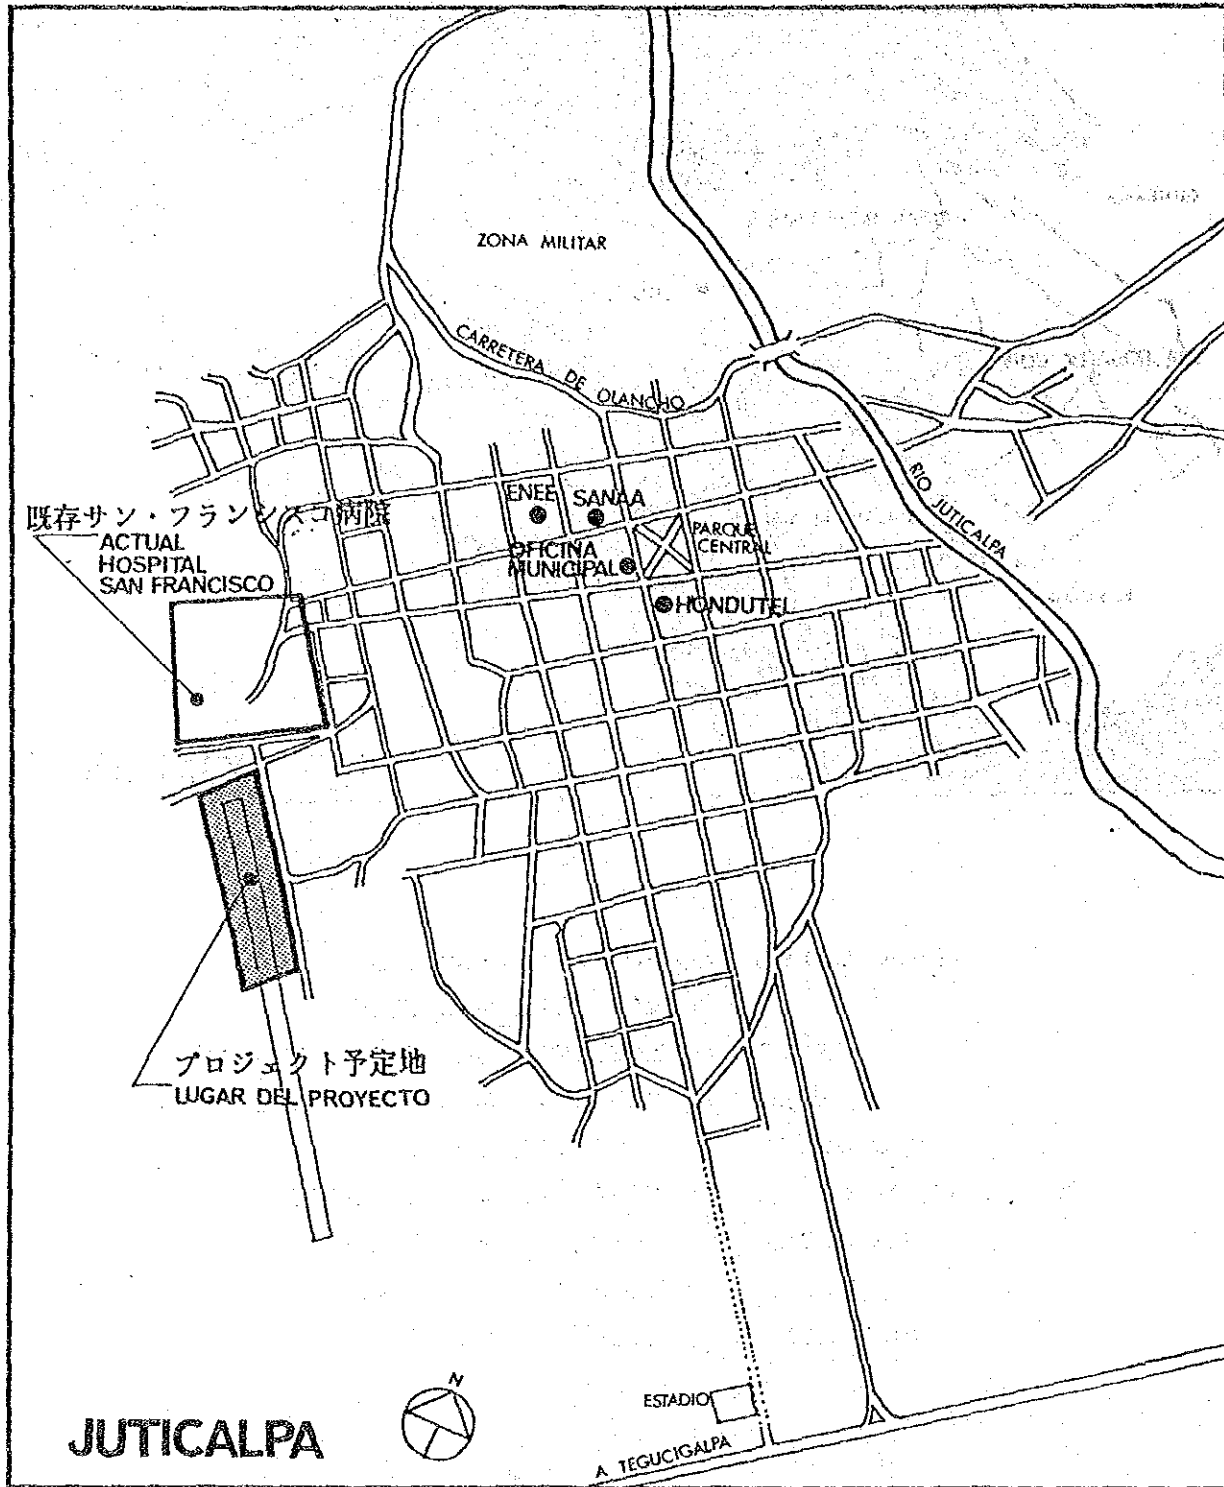 ZONA MILITAR
CARRETERA DE OLANCHO
RIO JUTICALPA
既存サン・フランシスコ病院
ACTUAL
HOSPITAL
SAN FRANCISCO
ENEE
SANAA
PARQUE
CENTRAL
OFICINA
MUNICIPAL
HONDUTEL
プロジェクト予定地
LUGAR DEL PROYECTO
N
ESTADIO
A TEGUCIGALPA
JUTICALPA